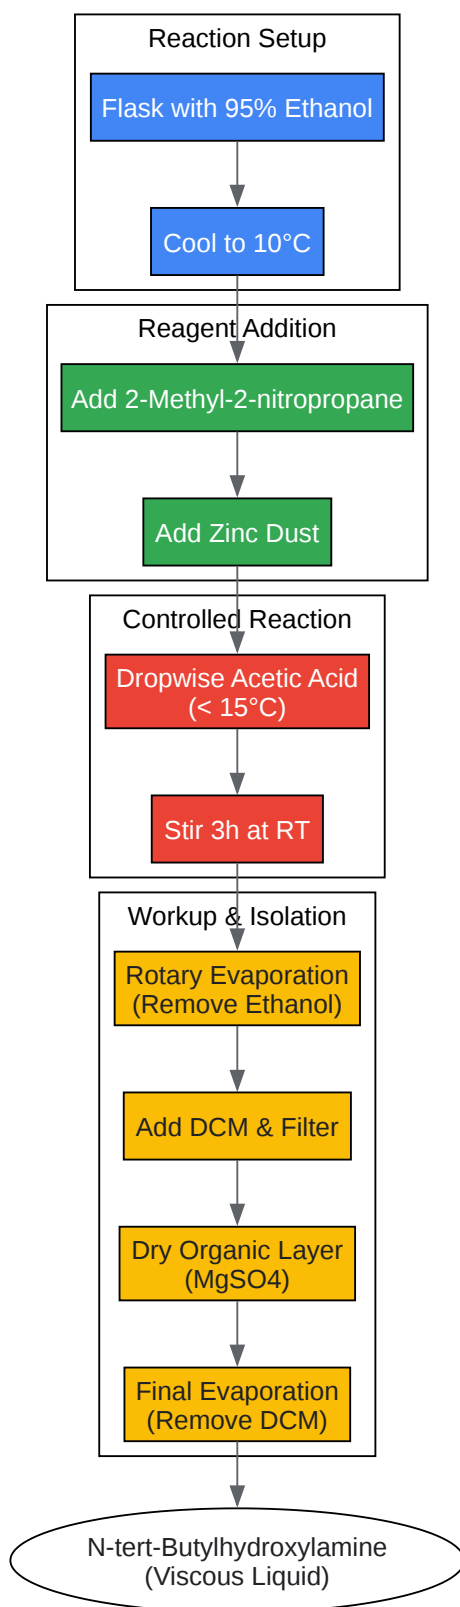 Reaction Setup
Flask with 95% Ethanol
Cool to 10°C
Reagent Addition
Add 2-Methyl-2-nitropropane
Add Zinc Dust
Controlled Reaction
Dropwise Acetic Acid
(< 15°C)
Stir 3h at RT
Workup & Isolation
Rotary Evaporation
(Remove Ethanol)
Add DCM & Filter
Dry Organic Layer
(MgSO4)
Final Evaporation
(Remove DCM)
N-tert-Butylhydroxylamine
(Viscous Liquid)